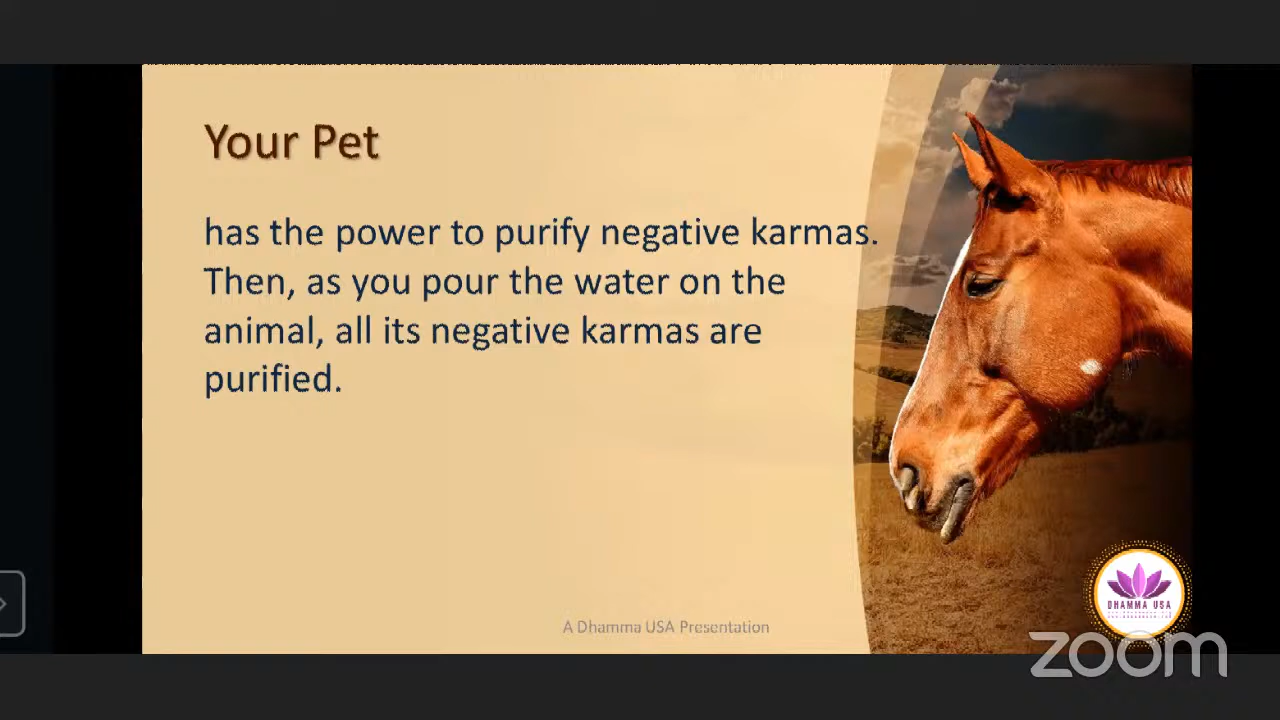 Your Pet
has the power to purify negative karmas.
Then, as you pour the water on the
animal, all its negative karmas are
purified.
A Dhamma USA Presentation
DHAMMA USA
zoom